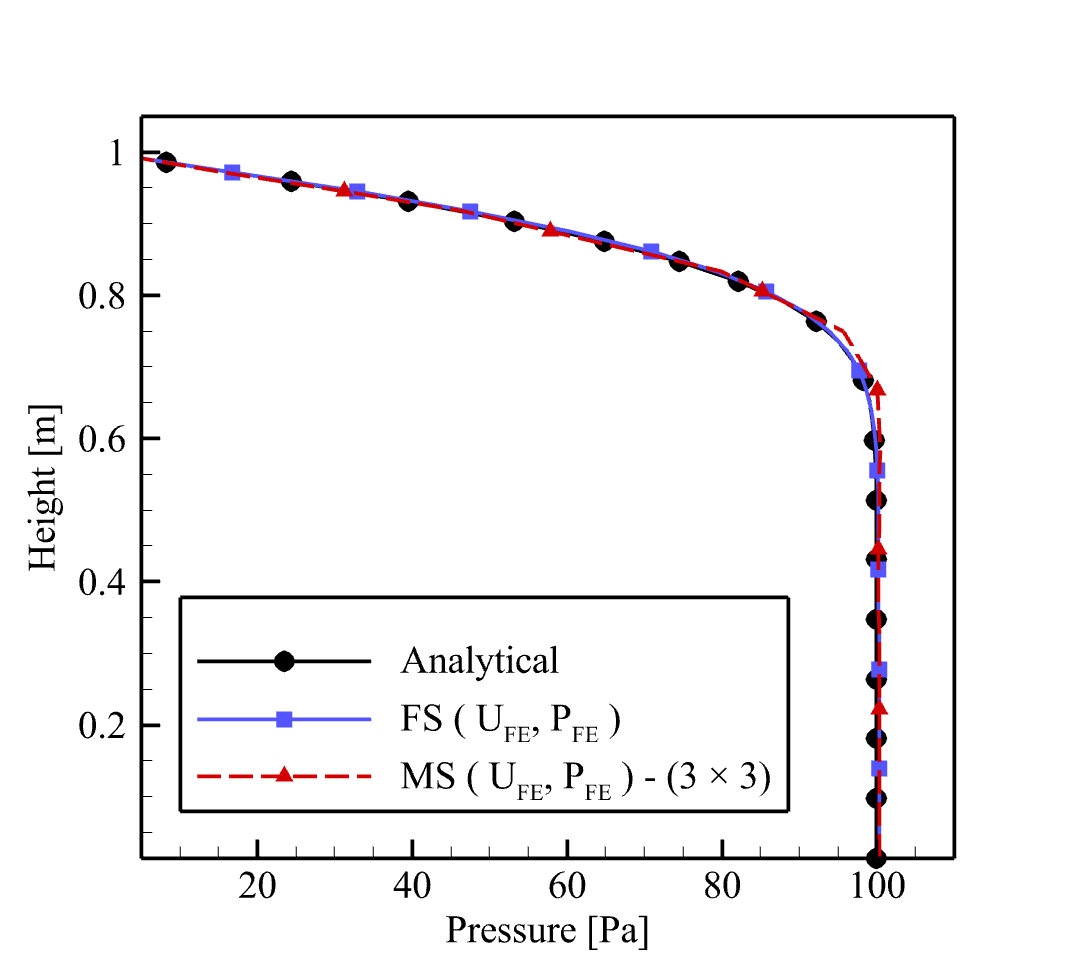 1
0.8
0.6
0.4
0.2
Height [m]
Analytical
FS ( U_FE, P_FE )
MS ( U_FE, P_FE ) - (3 × 3)
20 40 60 80 100
Pressure [Pa]